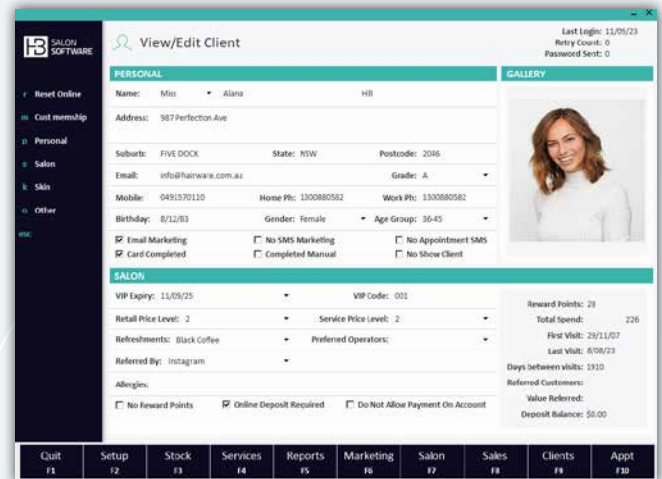 HB SALON SOFTWARE
View/Edit Client
Last Login: 11/05/23
Retry Count: 0
Password Sent: 0
r Reset Online
m Cust memship
p Personal
s Salon
k Skin
o Other
esc
PERSONAL
Name: Miss Alana Hill
Address: 987 Perfection Ave
Suburb: FIVE DOCK State: NSW Postcode: 2046
Email: info@hairware.com.au Grade: A
Mobile: 0491570110 Home Ph: 1300880582 Work Ph: 1300880582
Birthday: 8/12/83 Gender: Female Age Group: 36-45
Email Marketing No SMS Marketing No Appointment SMS
Card Completed Completed Manual No Show Client
GALLERY
SALON
VIP Expiry: 11/09/25 VIP Code: 001
Retail Price Level: 2 Service Price Level: 2
Refreshments: Black Coffee Preferred Operators:
Referred By: Instagram
Allergies:
No Reward Points Online Deposit Required Do Not Allow Payment On Account
Reward Points: 23
Total Spend: 226
First Visit: 29/11/07
Last Visit: 8/08/23
Days between visits: 1910
Referred Customers:
Value Referred:
Deposit Balance: $0.00
Quit Setup Stock Services Reports Marketing Salon Sales Clients Appt
F1 F2 F3 F4 F5 F6 F7 F8 F9 F10